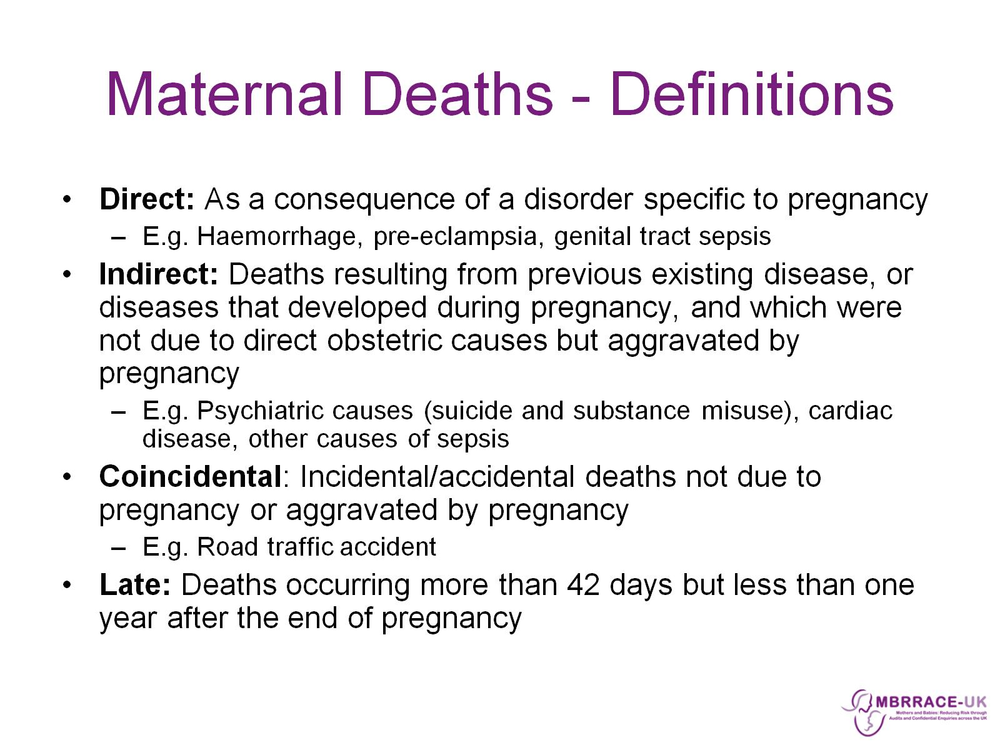 Maternal Deaths - Definitions
• Direct: As a consequence of a disorder specific to pregnancy
– E.g. Haemorrhage, pre-eclampsia, genital tract sepsis
• Indirect: Deaths resulting from previous existing disease, or
diseases that developed during pregnancy, and which were
not due to direct obstetric causes but aggravated by
pregnancy
– E.g. Psychiatric causes (suicide and substance misuse), cardiac
disease, other causes of sepsis
• Coincidental: Incidental/accidental deaths not due to
pregnancy or aggravated by pregnancy
– E.g. Road traffic accident
• Late: Deaths occurring more than 42 days but less than one
year after the end of pregnancy
MBRRACE-UK
Mothers and Babies: Reducing Risk through
Audits and Confidential Enquiries across the UK